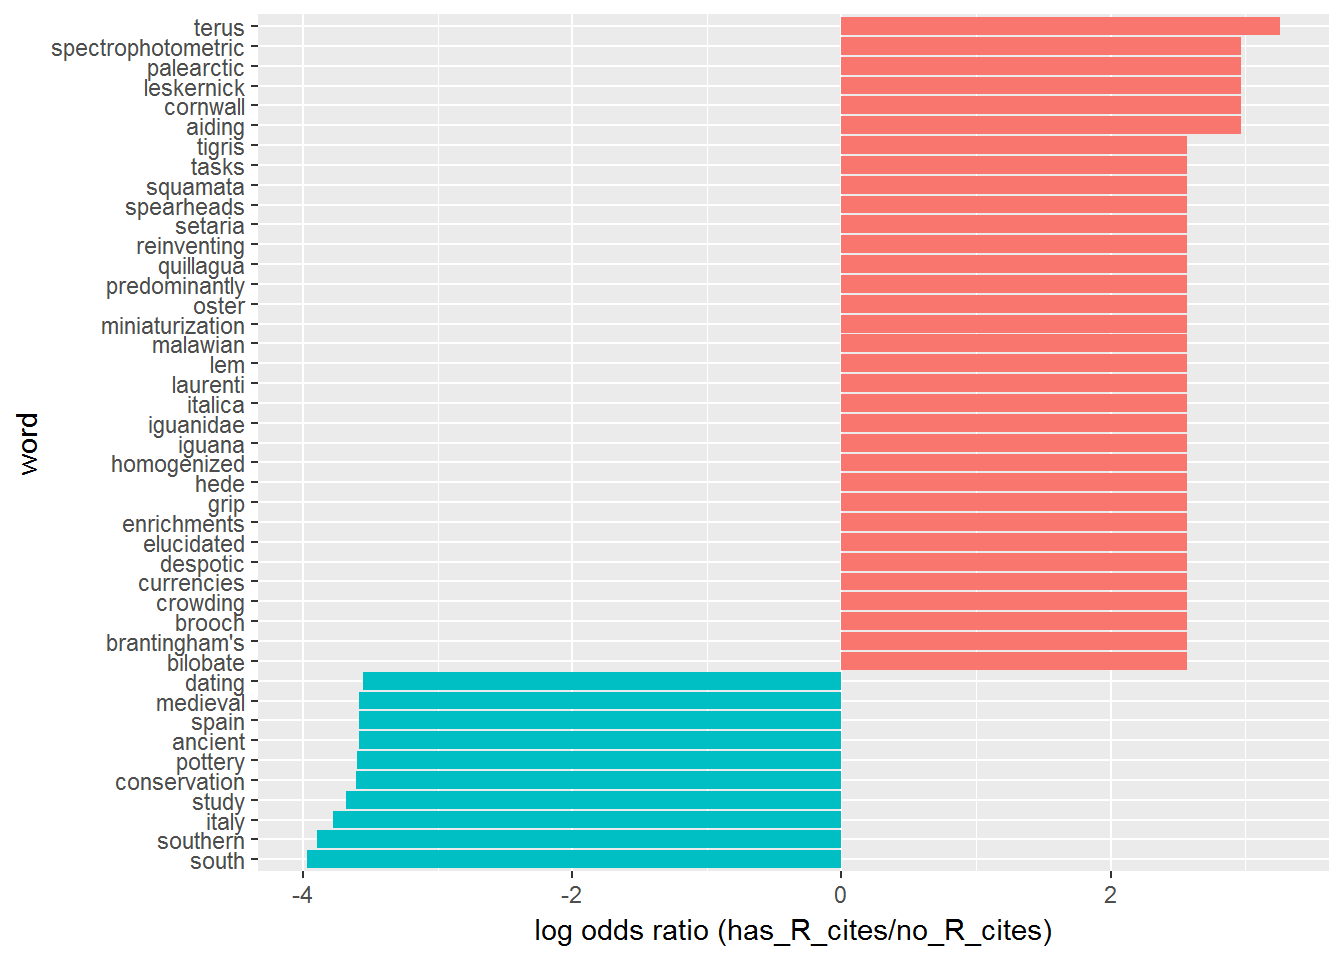 terus
spectrophotometric
palearctic
leskernick
cornwall
aiding
tigris
tasks
squamata
spearheads
setaria
reinventing
quillagua
predominantly
oster
miniaturization
malawian
lem
laurenti
italica
iguanidae
iguana
homogenized
hede
grip
enrichments
elucidated
despotic
currencies
crowding
brooch
brantingham's
bilobate
dating
medieval
spain
ancient
pottery
conservation
study
italy
southern
south
word
-4 -2 0 2
log odds ratio (has_R_cites/no_R_cites)